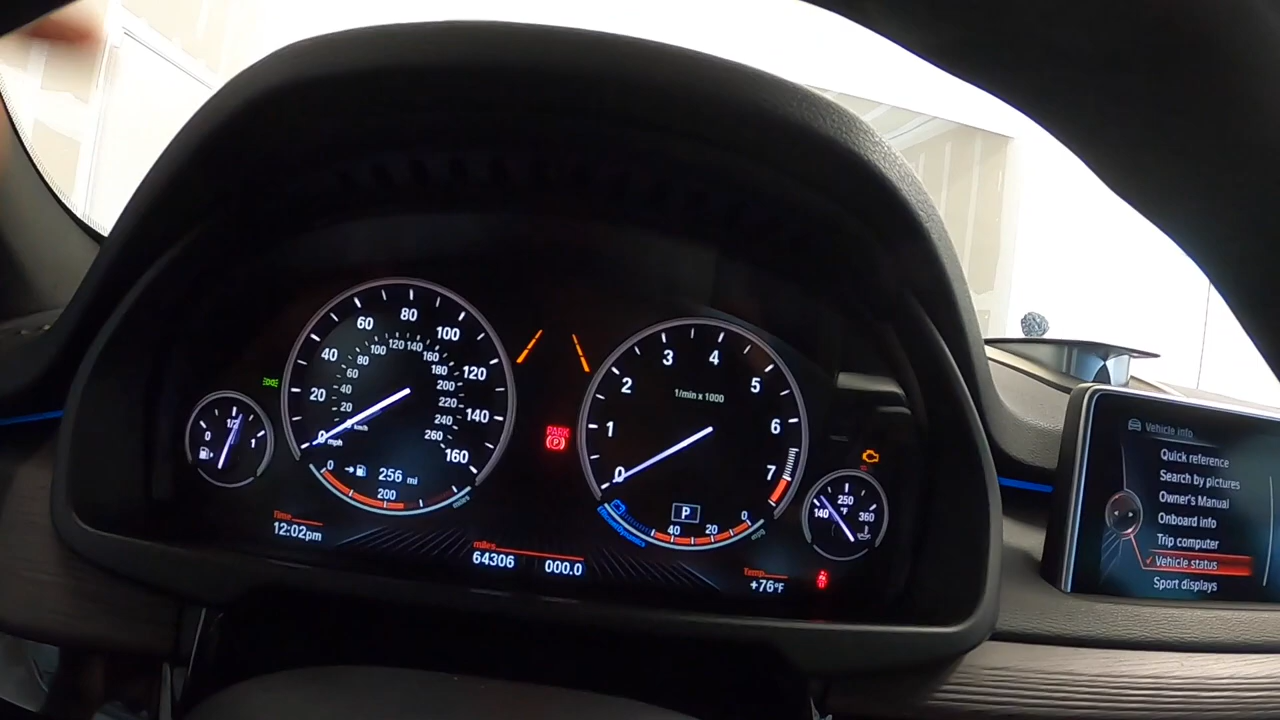 20
40
60
80
100
120
140
160
20
40
60
80
100
120
140
160
180
200
220
240
260
km/h
0
mph
0
1/2
1
0
256 mi
200
miles
Time
12:02pm
miles
64306 000.0
PARK
(P)
0
1
2
3
4
5
6
7
1/min x 1000
P
40
20
0
mpg
EfficientDynamics
140
250
°F
360
Temp
+76°F
Vehicle info
Quick reference
Search by pictures
Owner's Manual
Onboard info
Trip computer
Vehicle status
Sport displays